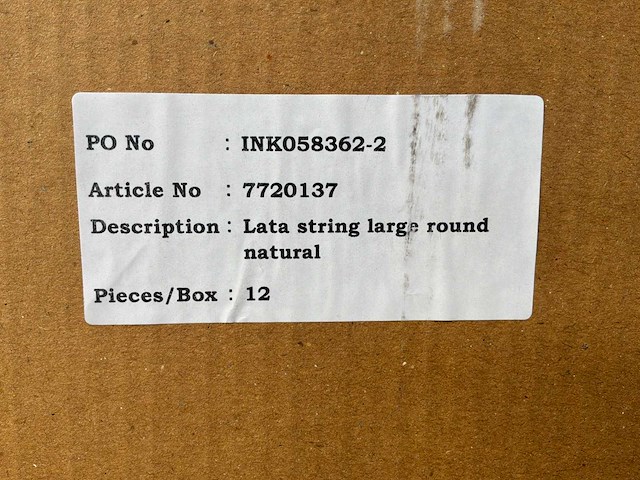 PO No : INK058362-2
Article No : 7720137
Description : Lata string large round
natural
Pieces/Box : 12